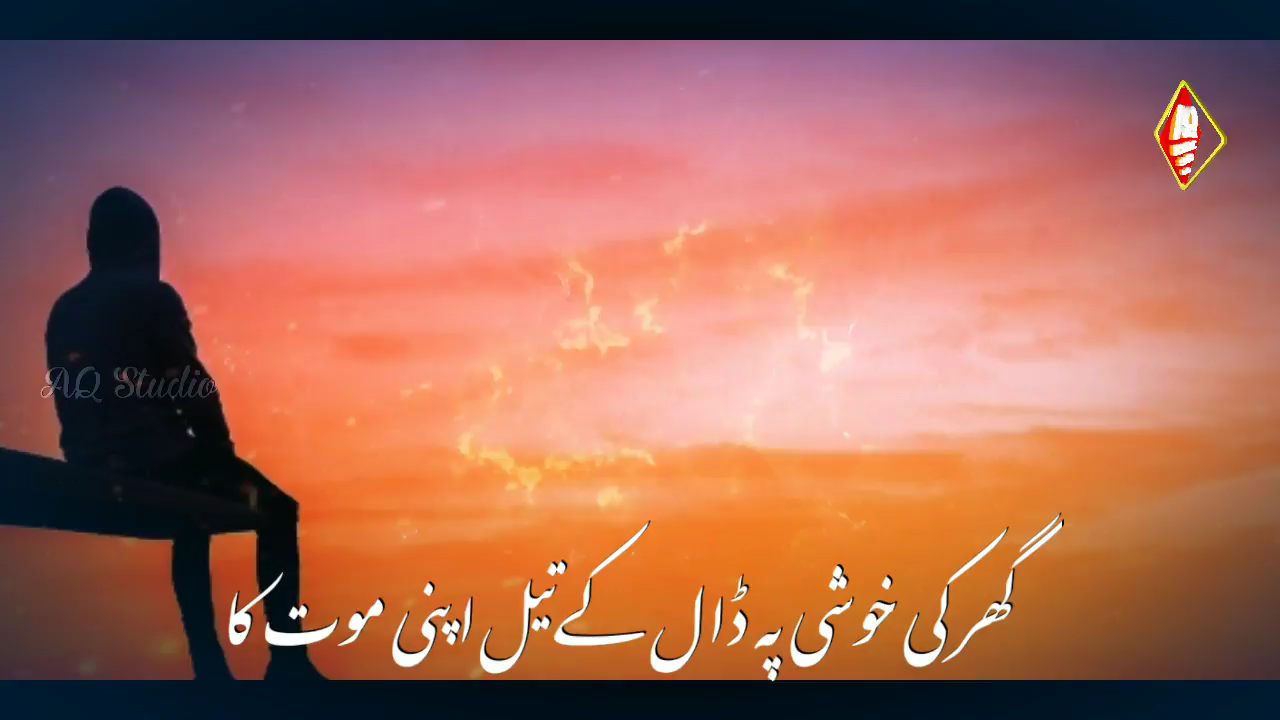 AQ Studio
گھر کی خوشی پہ ڈال کے تیل اپنی موت کا